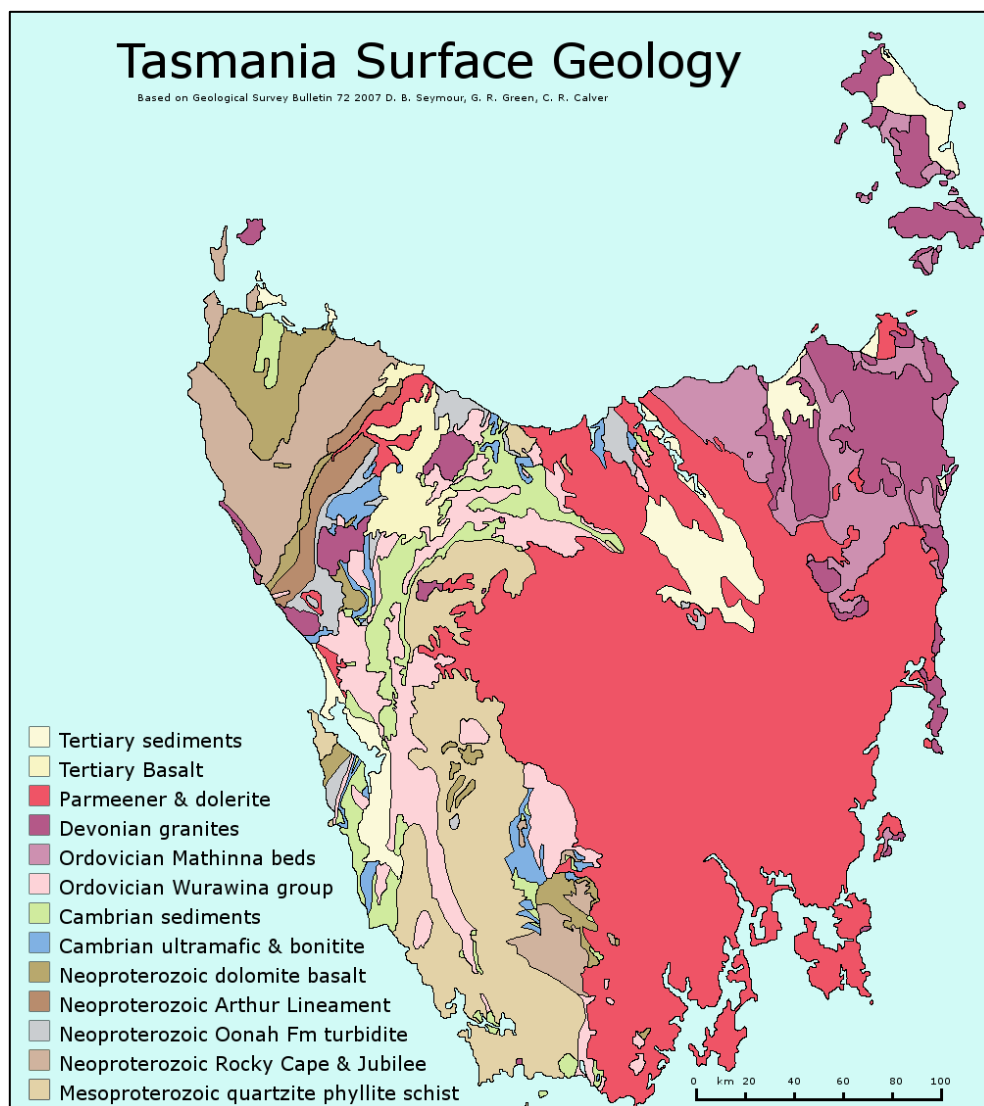 Tasmania Surface Geology
Based on Geological Survey Bulletin 72 2007 D. B. Seymour, G. R. Green, C. R. Calver
Tertiary sediments
Tertiary Basalt
Parmeener & dolerite
Devonian granites
Ordovician Mathinna beds
Ordovician Wurawina group
Cambrian sediments
Cambrian ultramafic & bonitite
Neoproterozoic dolomite basalt
Neoproterozoic Arthur Lineament
Neoproterozoic Oonah Fm turbidite
Neoproterozoic Rocky Cape & Jubilee
Mesoproterozoic quartzite phyllite schist
0 km 20 40 60 80 100